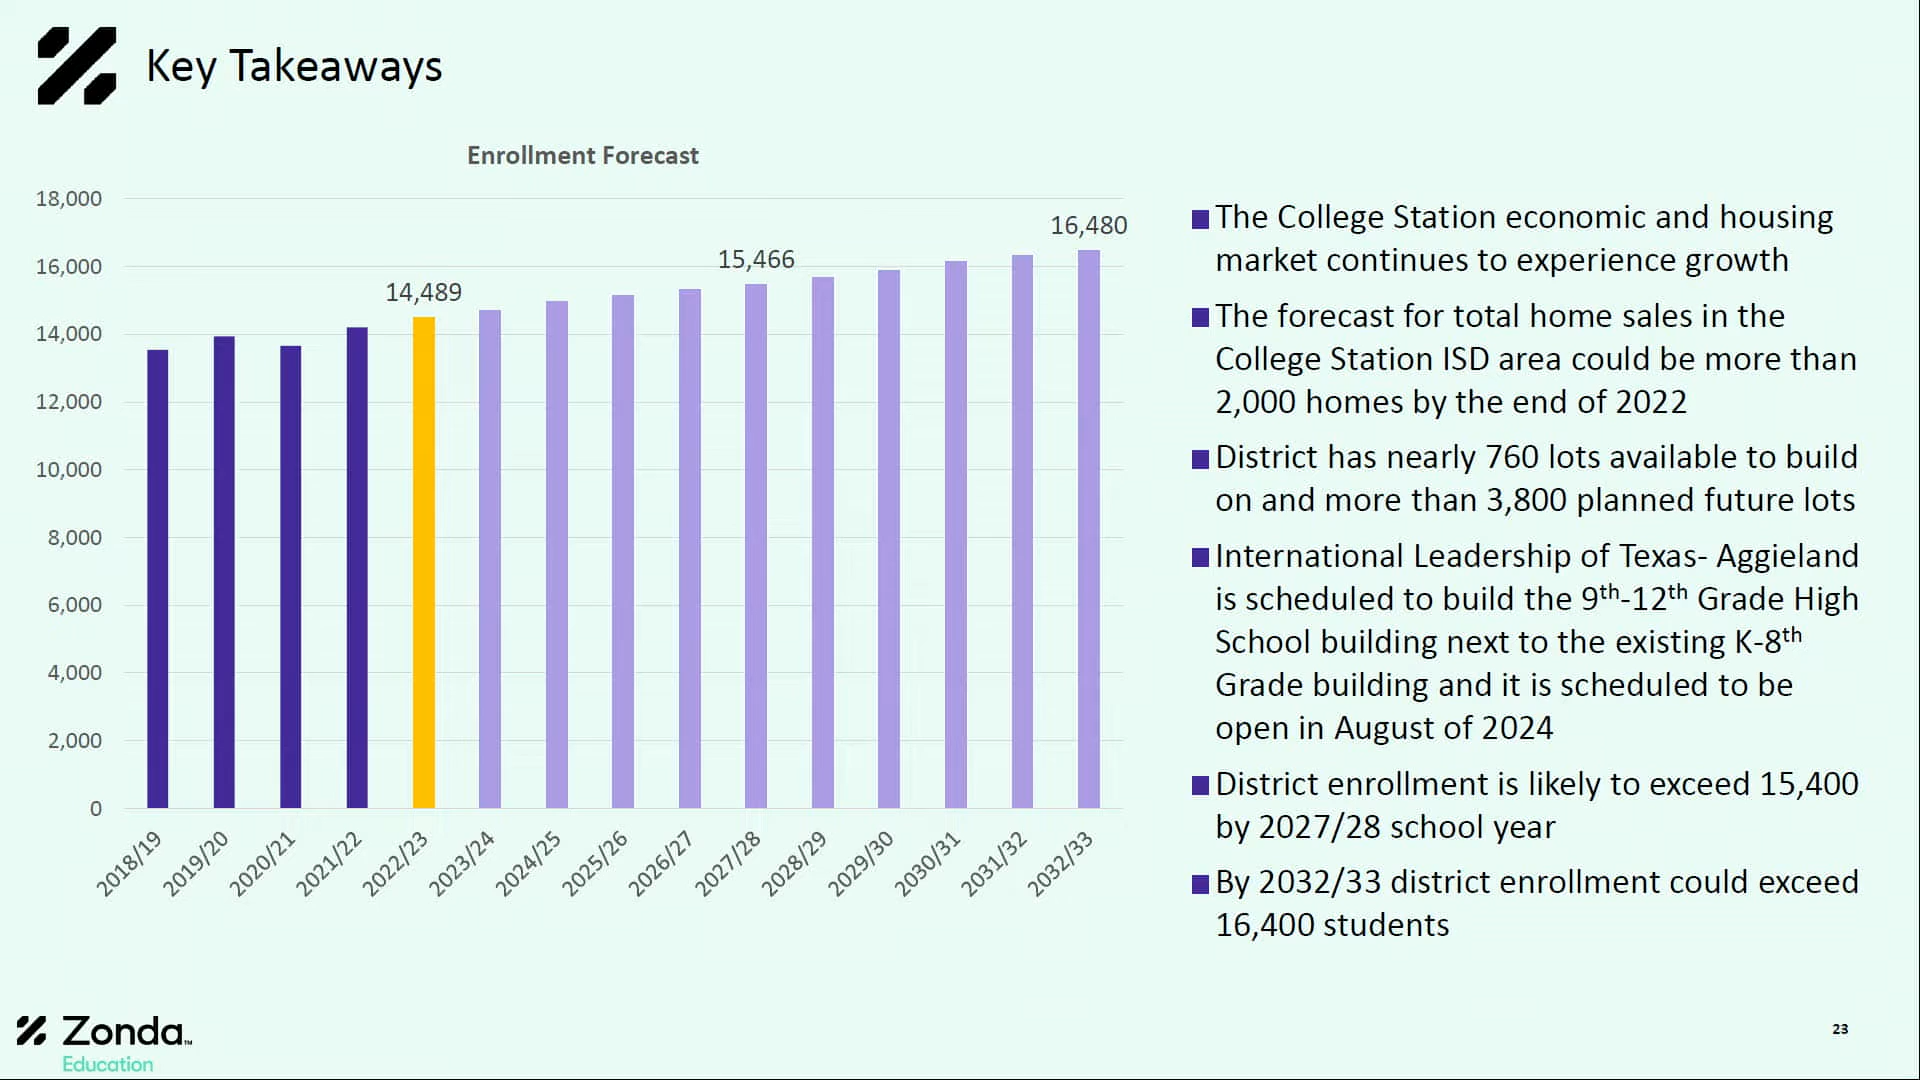 Key Takeaways
Enrollment Forecast
18,000
16,000
14,000
12,000
10,000
8,000
6,000
4,000
2,000
0
14,489
15,466
16,480
2018/19
2019/20
2020/21
2021/22
2022/23
2023/24
2024/25
2025/26
2026/27
2027/28
2028/29
2029/30
2030/31
2031/32
2032/33
The College Station economic and housing
market continues to experience growth
The forecast for total home sales in the
College Station ISD area could be more than
2,000 homes by the end of 2022
District has nearly 760 lots available to build
on and more than 3,800 planned future lots
International Leadership of Texas- Aggieland
is scheduled to build the 9th-12th Grade High
School building next to the existing K-8th
Grade building and it is scheduled to be
open in August of 2024
District enrollment is likely to exceed 15,400
by 2027/28 school year
By 2032/33 district enrollment could exceed
16,400 students
Zonda™
Education
23